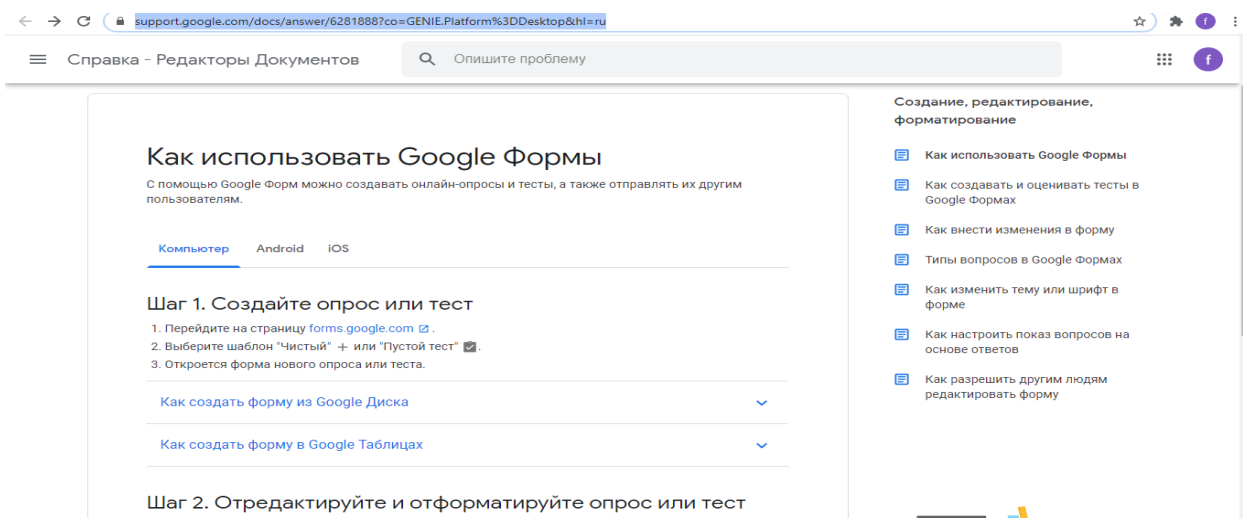 support.google.com/docs/answer/6281888?co=GENIE.Platform%3DDesktop&hl=ru
f
Справка - Редакторы Документов
Опишите проблему
f
Как использовать Google Формы
С помощью Google Форм можно создавать онлайн-опросы и тесты, а также отправлять их другим
пользователям.
Компьютер Android iOS
Шаг 1. Создайте опрос или тест
1. Перейдите на страницу forms.google.com.
2. Выберите шаблон "Чистый" + или "Пустой тест".
3. Откроется форма нового опроса или теста.
Как создать форму из Google Диска
Как создать форму в Google Таблицах
Шаг 2. Отредактируйте и отформатируйте опрос или тест
Создание, редактирование,
форматирование
Как использовать Google Формы
Как создавать и оценивать тесты в
Google Формах
Как внести изменения в форму
Типы вопросов в Google Формах
Как изменить тему или шрифт в
форме
Как настроить показ вопросов на
основе ответов
Как разрешить другим людям
редактировать форму